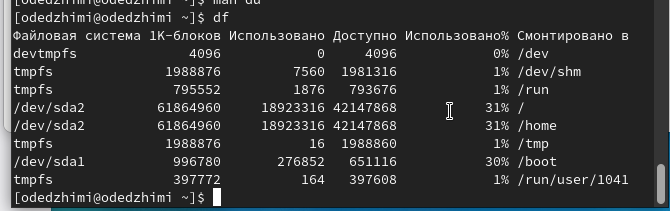 [odedzhimi@odedzhimi ~]$ man du
[odedzhimi@odedzhimi ~]$ df
Файловая система 1K-блоков Использовано Доступно Использовано% Смонтировано в
devtmpfs 4096 0 4096 0% /dev
tmpfs 1988876 7560 1981316 1% /dev/shm
tmpfs 795552 1876 793676 1% /run
/dev/sda2 61864960 18923316 42147868 31% /
/dev/sda2 61864960 18923316 42147868 31% /home
tmpfs 1988876 16 1988860 1% /tmp
/dev/sda1 996780 276852 651116 30% /boot
tmpfs 397772 164 397608 1% /run/user/1041
[odedzhimi@odedzhimi ~]$